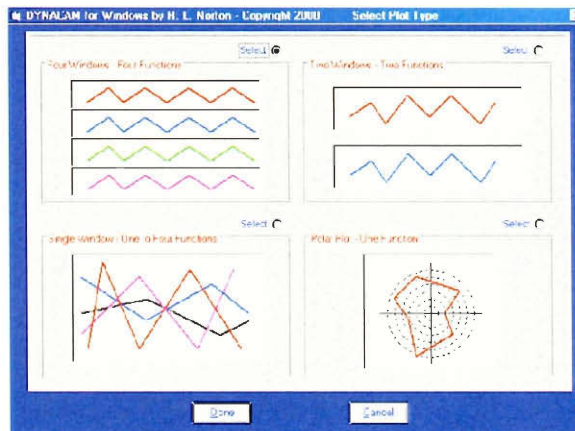 DYNACAM for Windows by R. L. Norton - Copyright 2000 Select Plot Type
Select
Select
Four Windows - Four Functions
Two Windows - Two Functions
Select
Select
Single Window - One To Four Functions
Polar Plot - One Function
Done
Cancel